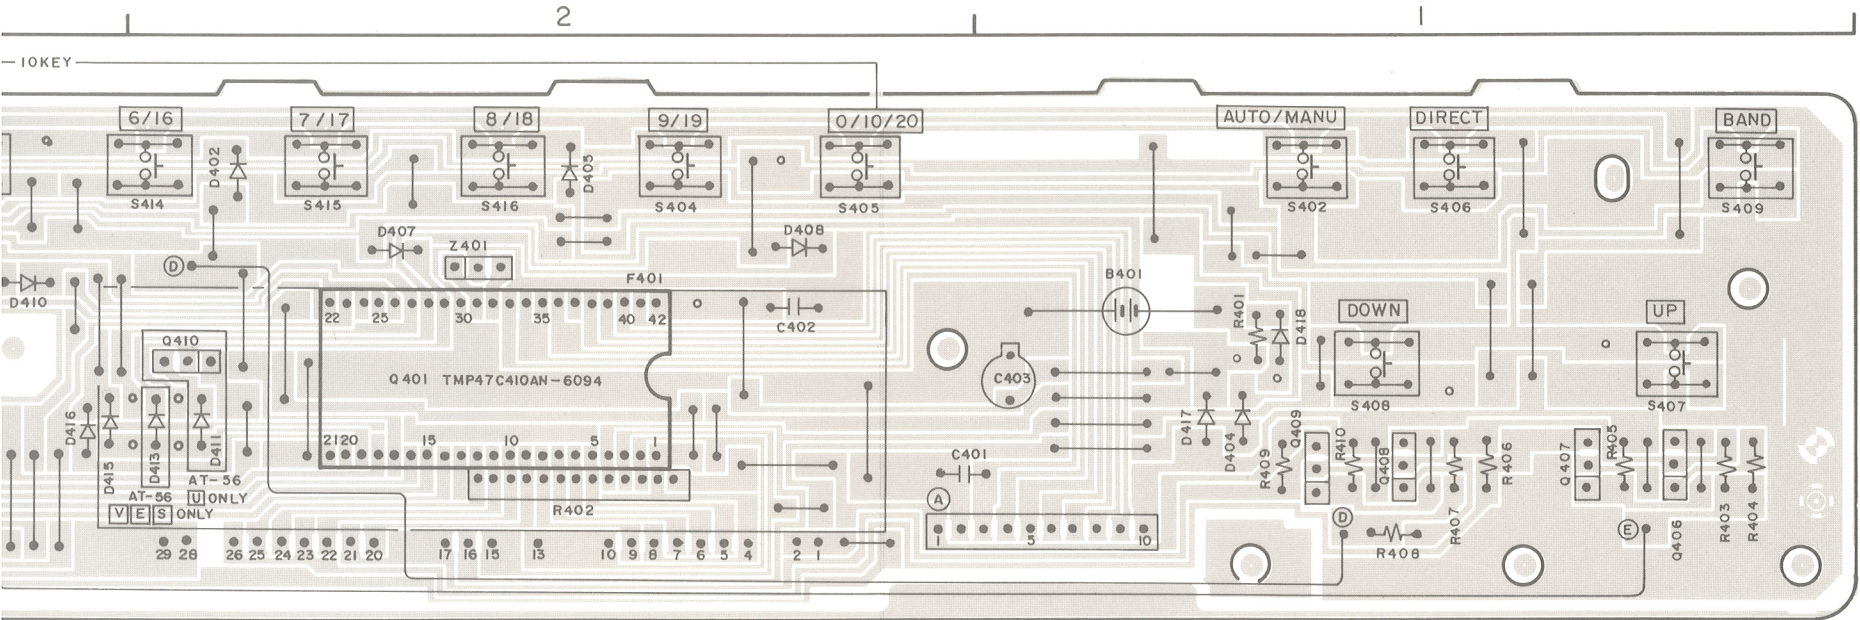 2 1
10KEY
6/16 7/17 8/18 9/19 0/10/20 AUTO/MANU DIRECT BAND
D402 D405
S414 S415 S416 S404 S405 S402 S406 S409
D407 Z401 D408
D
F401 B401
D410
22 25 30 35 40 42
C402
R401 D418
DOWN UP
Q410
Q401 TMP47C410AN-6094
C403
S408 S407
D416 D415 D413 D411
21 20 15 10 5 1
D417 D404 R409 Q409 R410 Q408 R407 R406 Q407 R405 Q406 R403 R404
C401
AT-56
U ONLY
AT-56
V E S ONLY
R402
A
1 5 10
D
R408
E
29 28 26 25 24 23 22 21 20 17 16 15 13 10 9 8 7 6 5 4 2 1